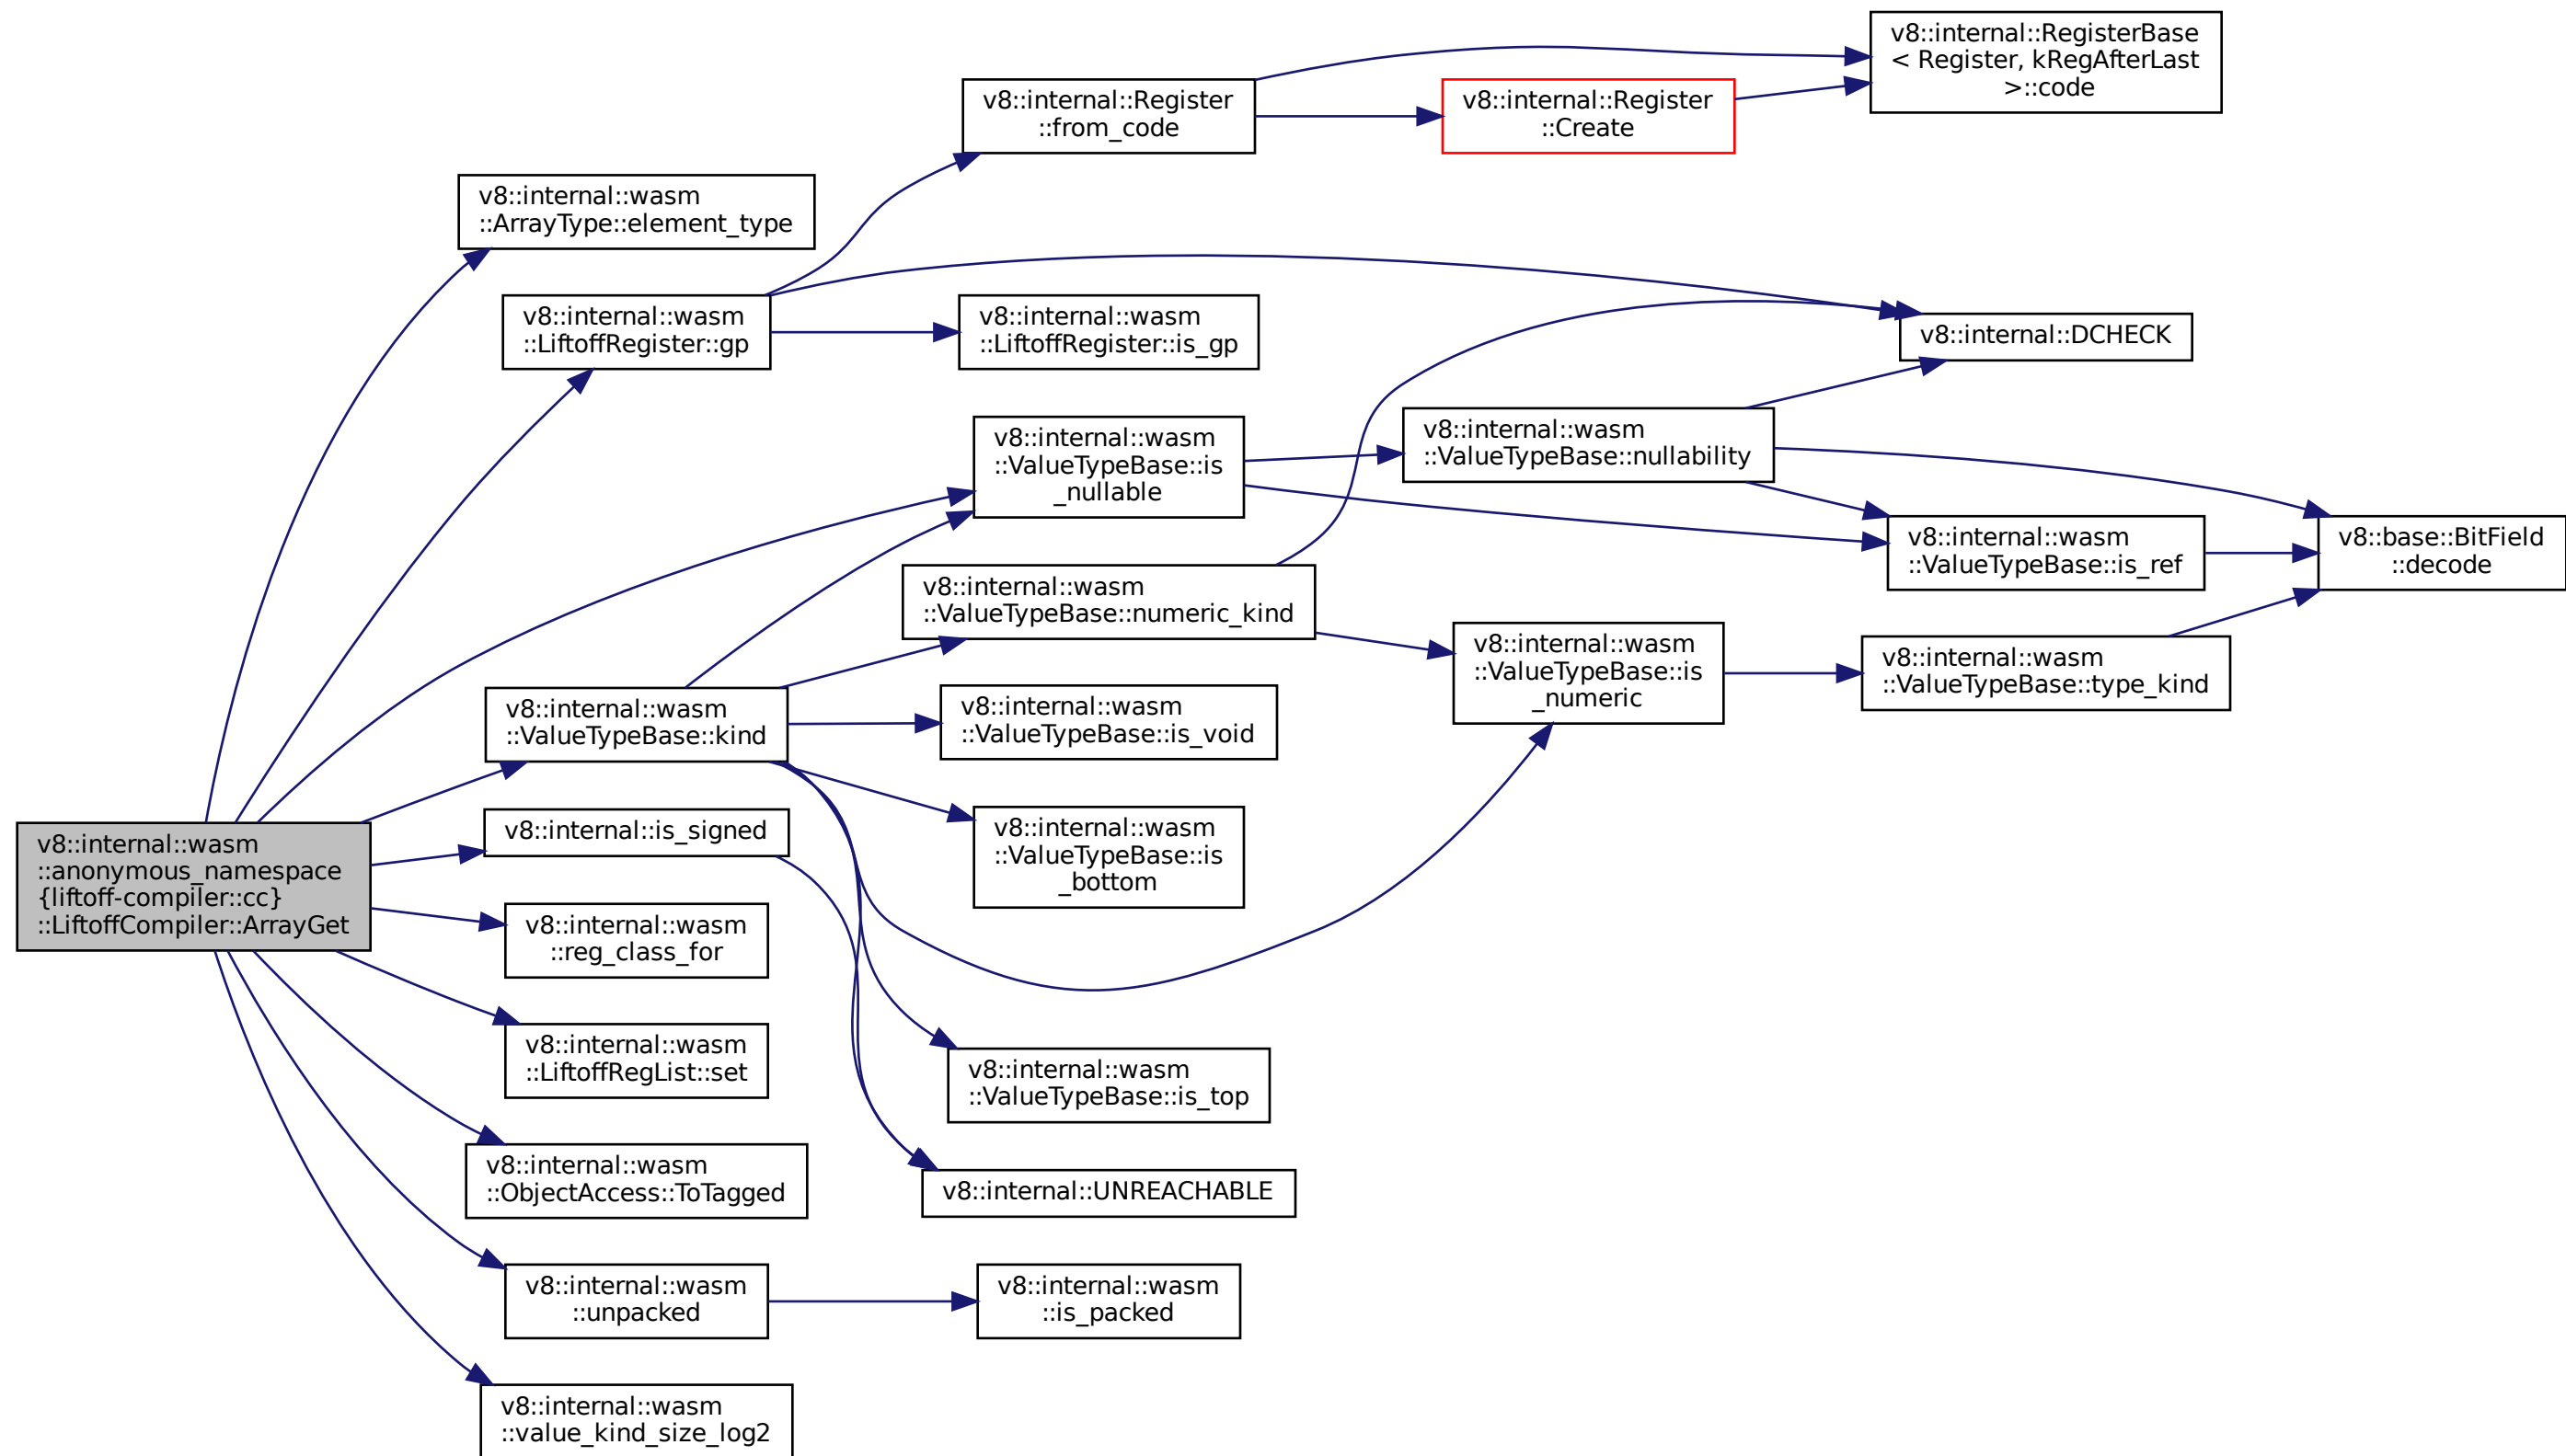 v8::internal::RegisterBase
< Register, kRegAfterLast
>::code
v8::internal::Register
::from_code
v8::internal::Register
::Create
v8::internal::wasm
::ArrayType::element_type
v8::internal::wasm
::LiftoffRegister::gp
v8::internal::wasm
::LiftoffRegister::is_gp
v8::internal::DCHECK
v8::internal::wasm
::ValueTypeBase::is
_nullable
v8::internal::wasm
::ValueTypeBase::nullability
v8::internal::wasm
::ValueTypeBase::is_ref
v8::base::BitField
::decode
v8::internal::wasm
::ValueTypeBase::numeric_kind
v8::internal::wasm
::ValueTypeBase::is
_numeric
v8::internal::wasm
::ValueTypeBase::type_kind
v8::internal::wasm
::ValueTypeBase::kind
v8::internal::wasm
::ValueTypeBase::is_void
v8::internal::wasm
::ValueTypeBase::is
_bottom
v8::internal::wasm
::anonymous_namespace
{liftoff-compiler::cc}
::LiftoffCompiler::ArrayGet
v8::internal::is_signed
v8::internal::wasm
::reg_class_for
v8::internal::wasm
::LiftoffRegList::set
v8::internal::wasm
::ValueTypeBase::is_top
v8::internal::wasm
::ObjectAccess::ToTagged
v8::internal::UNREACHABLE
v8::internal::wasm
::unpacked
v8::internal::wasm
::is_packed
v8::internal::wasm
::value_kind_size_log2